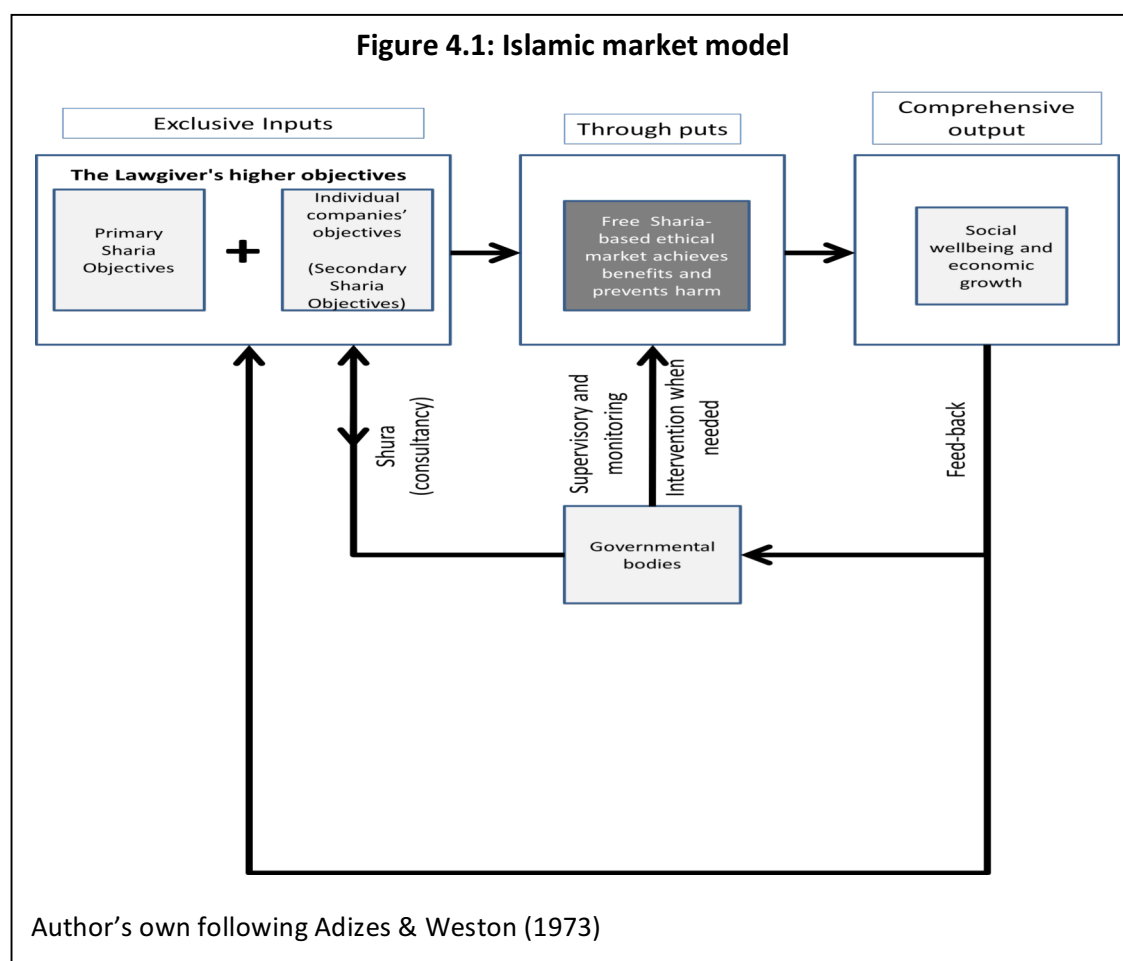 Figure 4.1: Islamic market model
Exclusive Inputs
Through puts
Comprehensive
output
The Lawgiver's higher objectives
Primary
Sharia
Objectives
+
Individual
companies’
objectives
(Secondary
Sharia
Objectives)
Free Sharia-
based ethical
market achieves
benefits and
prevents harm
Social
wellbeing and
economic
growth
Shura
(consultancy)
Supervisory and
monitoring
Intervention when
needed
Feed-back
Governmental
bodies
Author’s own following Adizes & Weston (1973)